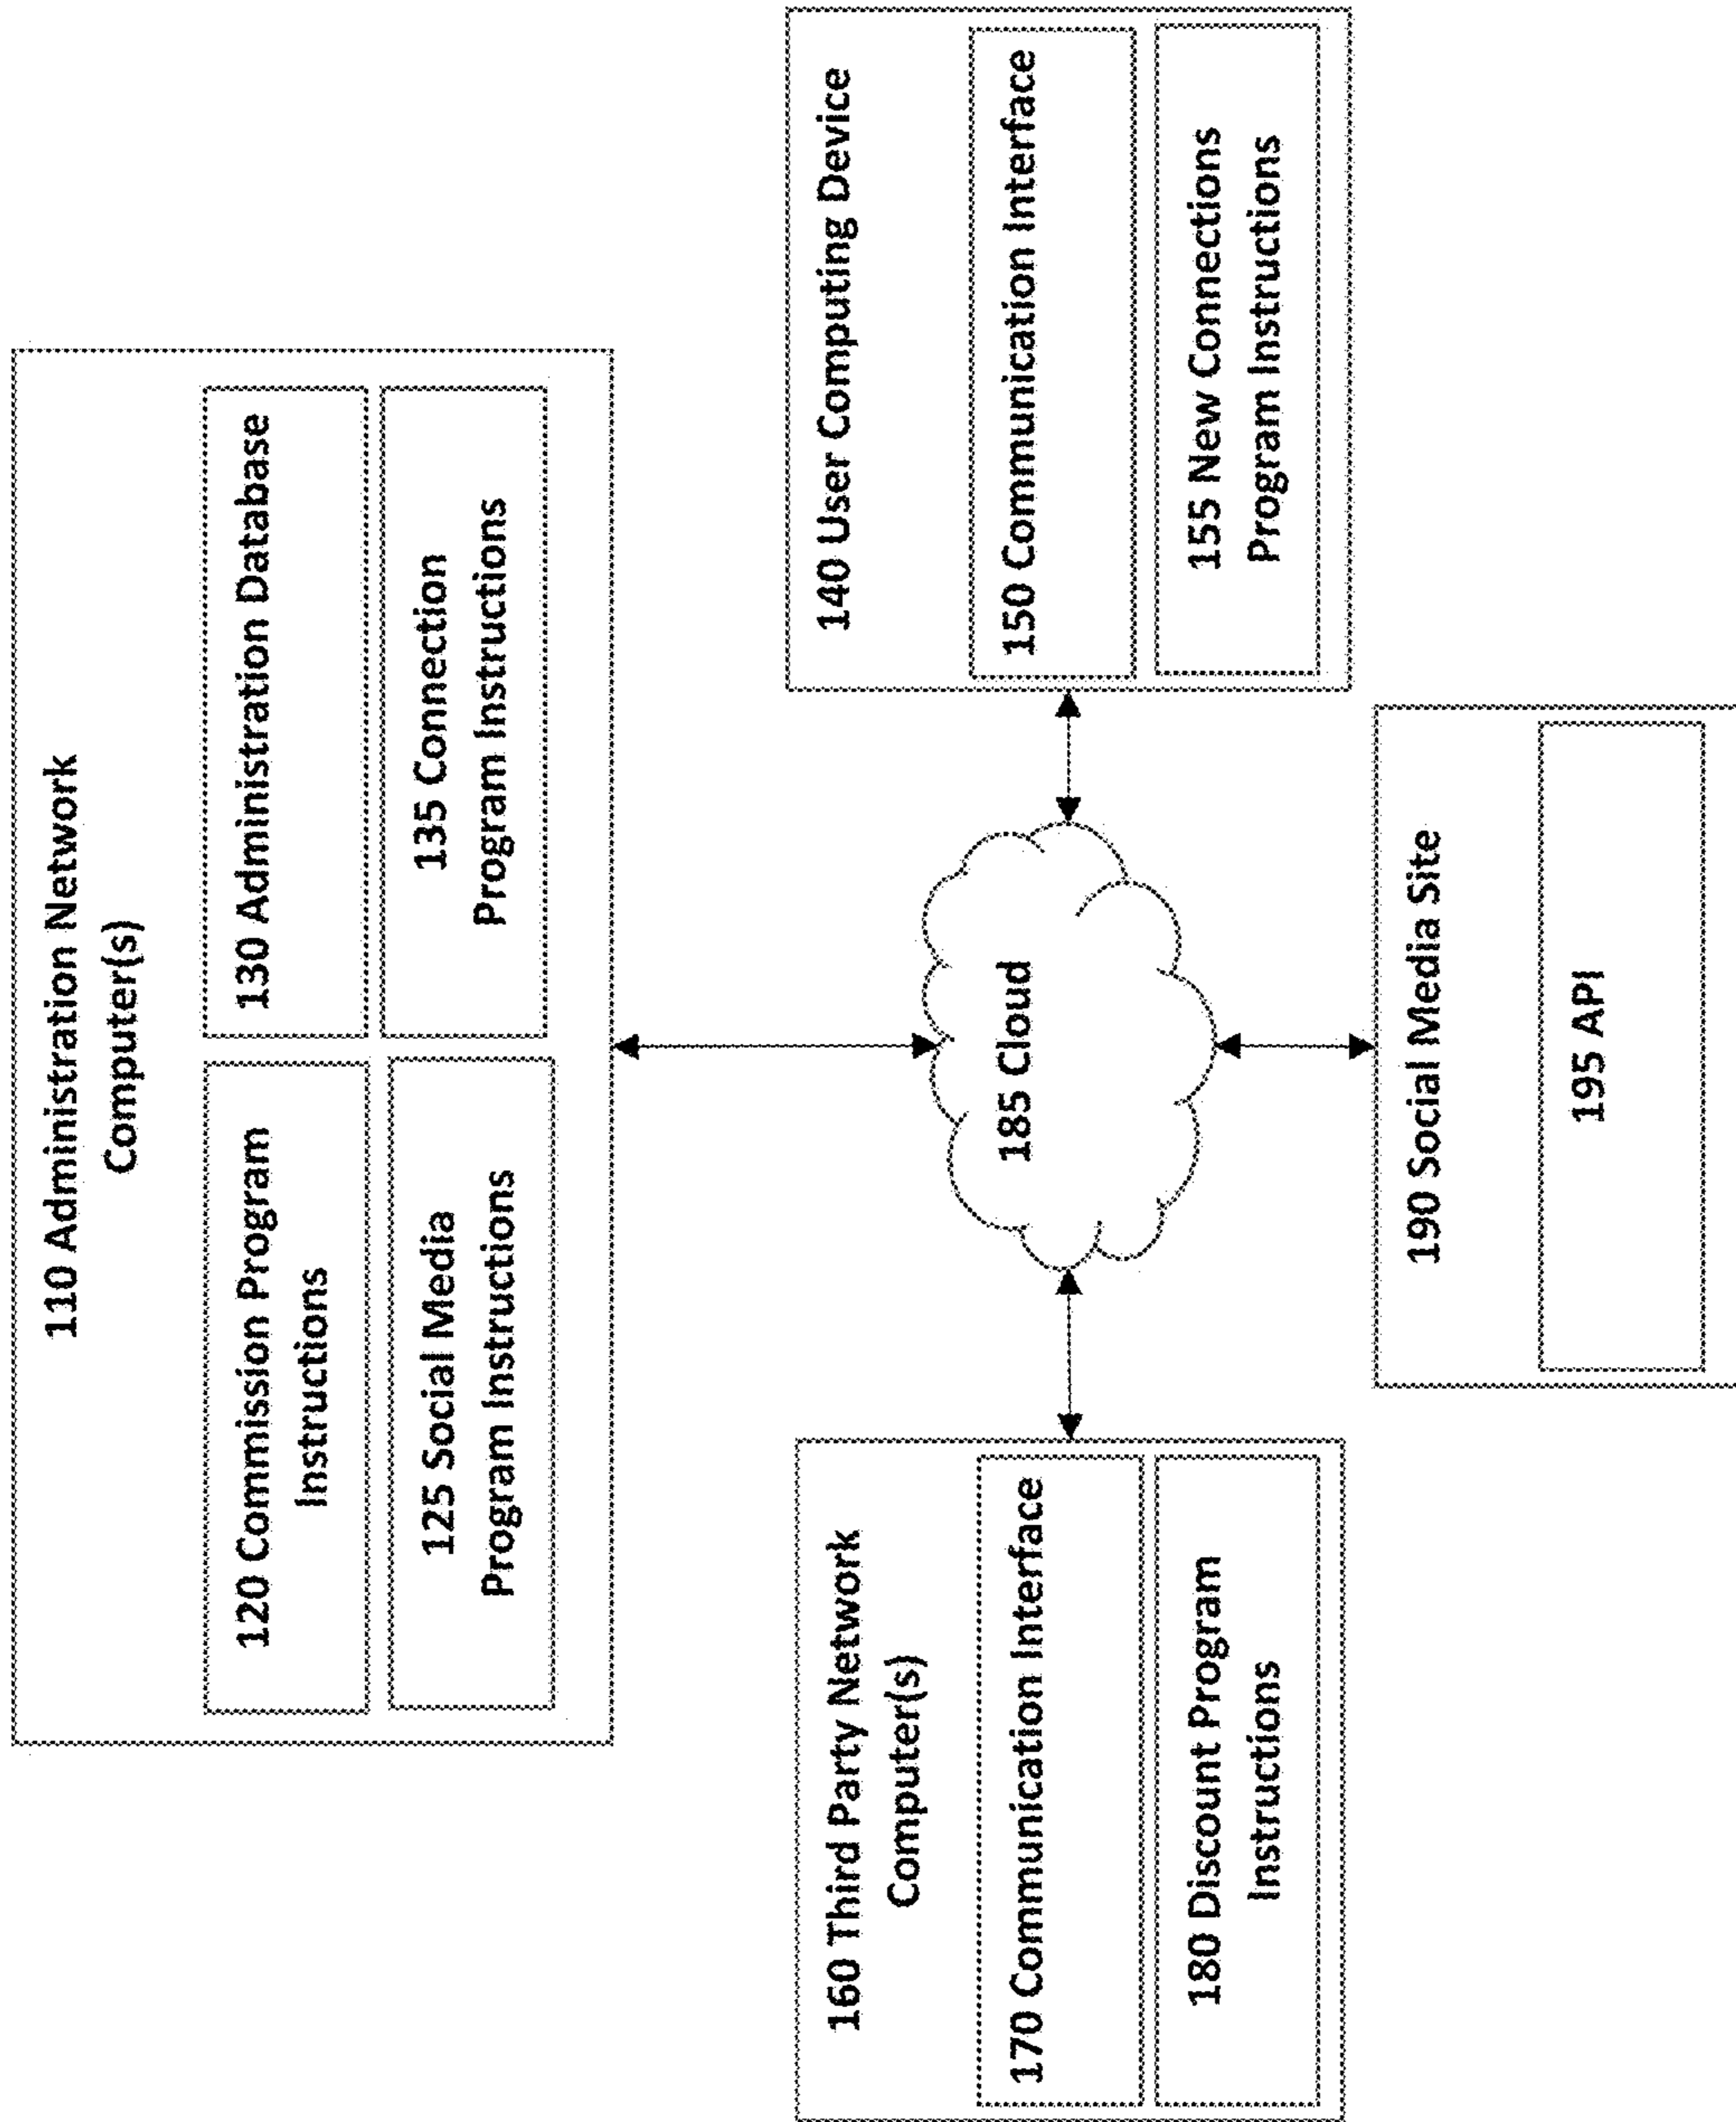 110 Administration Network
Computer(s)
120 Commission Program
Instructions
130 Administration Database
125 Social Media
Program Instructions
135 Connection
Program Instructions
160 Third Party Network
Computer(s)
170 Communication Interface
180 Discount Program
Instructions
185 Cloud
140 User Computing Device
150 Communication Interface
155 New Connections
Program Instructions
190 Social Media Site
195 API